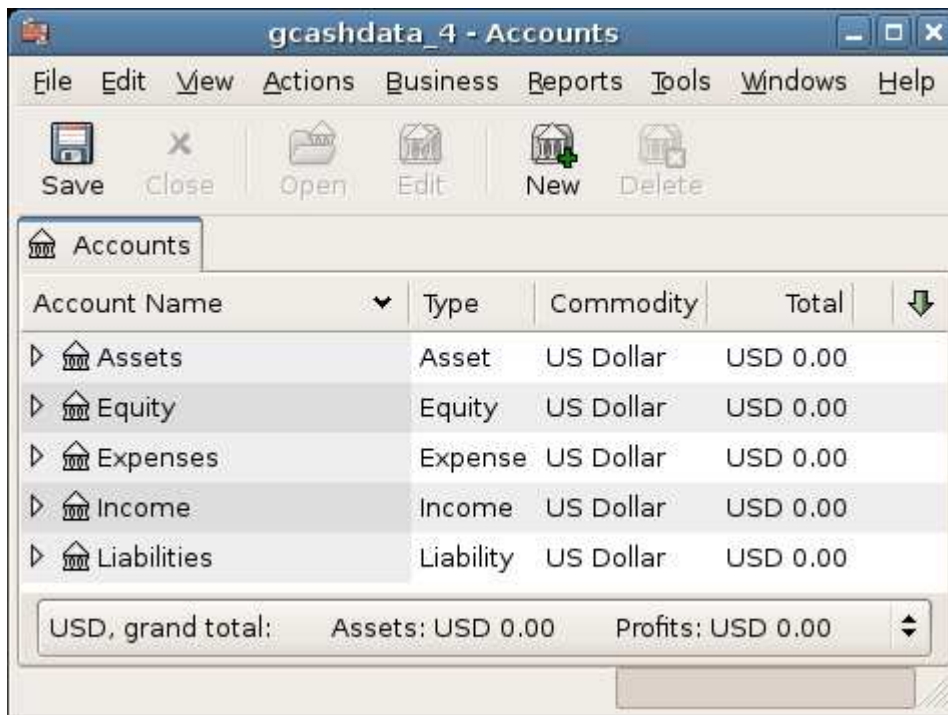 gcashdata_4 - Accounts
File Edit View Actions Business Reports Tools Windows Help
Save Close Open Edit New Delete
Accounts
Account Name Type Commodity Total
Assets Asset US Dollar USD 0.00
Equity Equity US Dollar USD 0.00
Expenses Expense US Dollar USD 0.00
Income Income US Dollar USD 0.00
Liabilities Liability US Dollar USD 0.00
USD, grand total: Assets: USD 0.00 Profits: USD 0.00